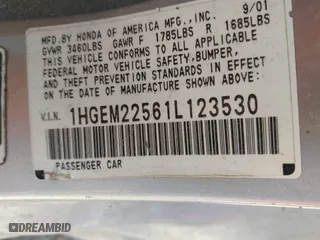 MFD. BY HONDA OF AMERICA MFG., INC. 9/01
GVWR 3460LBS GAWR F 1785LBS R 1685LBS
THIS VEHICLE CONFORMS TO ALL APPLICABLE
FEDERAL MOTOR VEHICLE SAFETY, BUMPER,
AND THEFT PREVENTION STANDARDS IN EFFECT
ON THE DATE OF MANUFACTURE SHOWN ABOVE.
V.I.N. 1HGEM22561L123530
PASSENGER CAR
DREAMBID